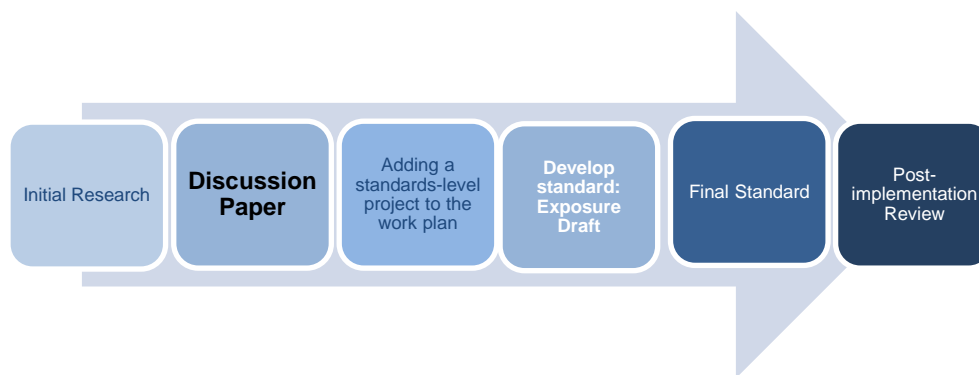 Initial Research
Discussion
Paper
Adding a
standards-level
project to the
work plan
Develop
standard:
Exposure
Draft
Final Standard
Post-
implementation
Review